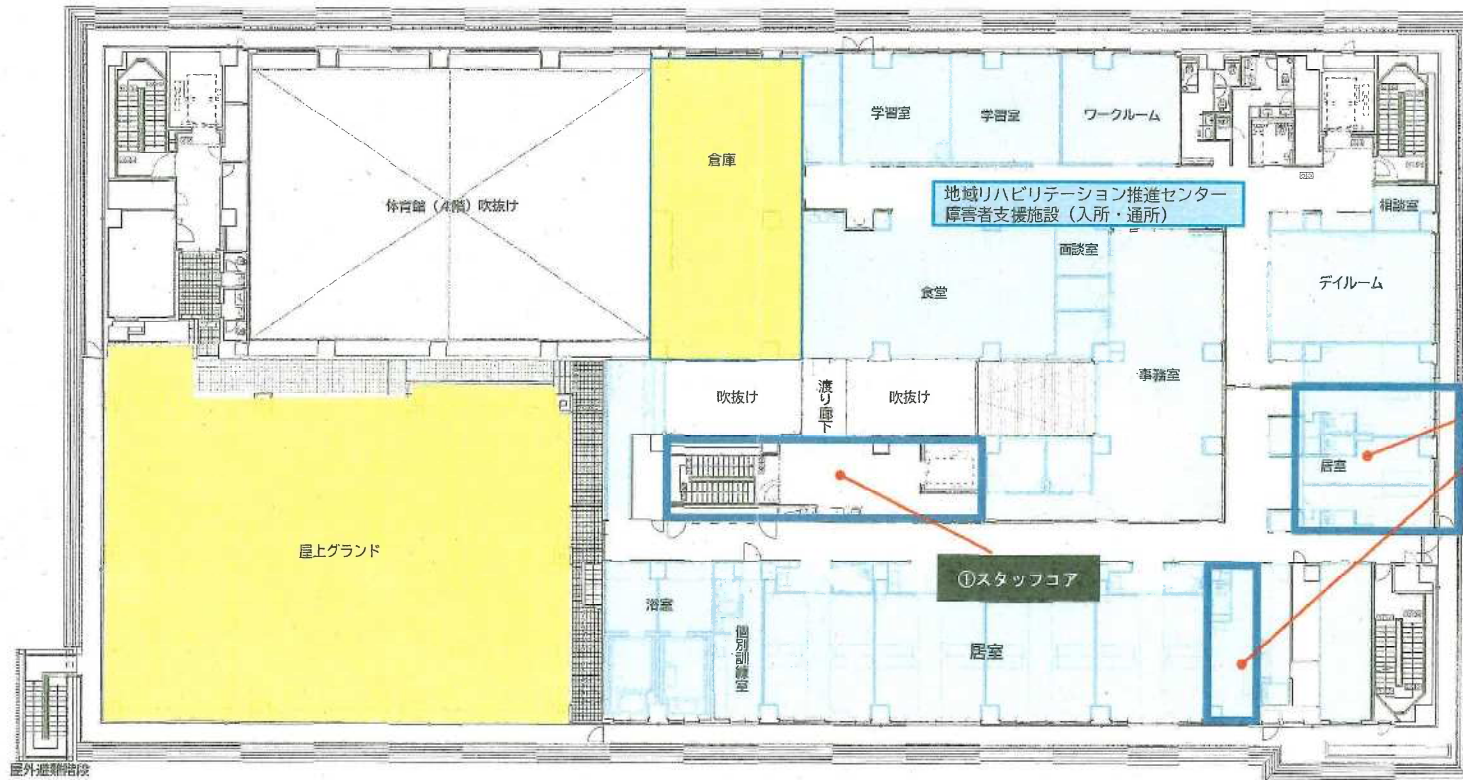 学習室
学習室
ワークルーム
倉庫
地域リハビリテーション推進センター
障害者支援施設（入所・通所）
体育館（4階）吹抜け
相談室
面談室
デイルーム
食堂
事務室
吹抜け
渡り廊下
吹抜け
居室
屋上グランド
①スタッフコア
浴室
個別訓練室
居室
屋外避難階段